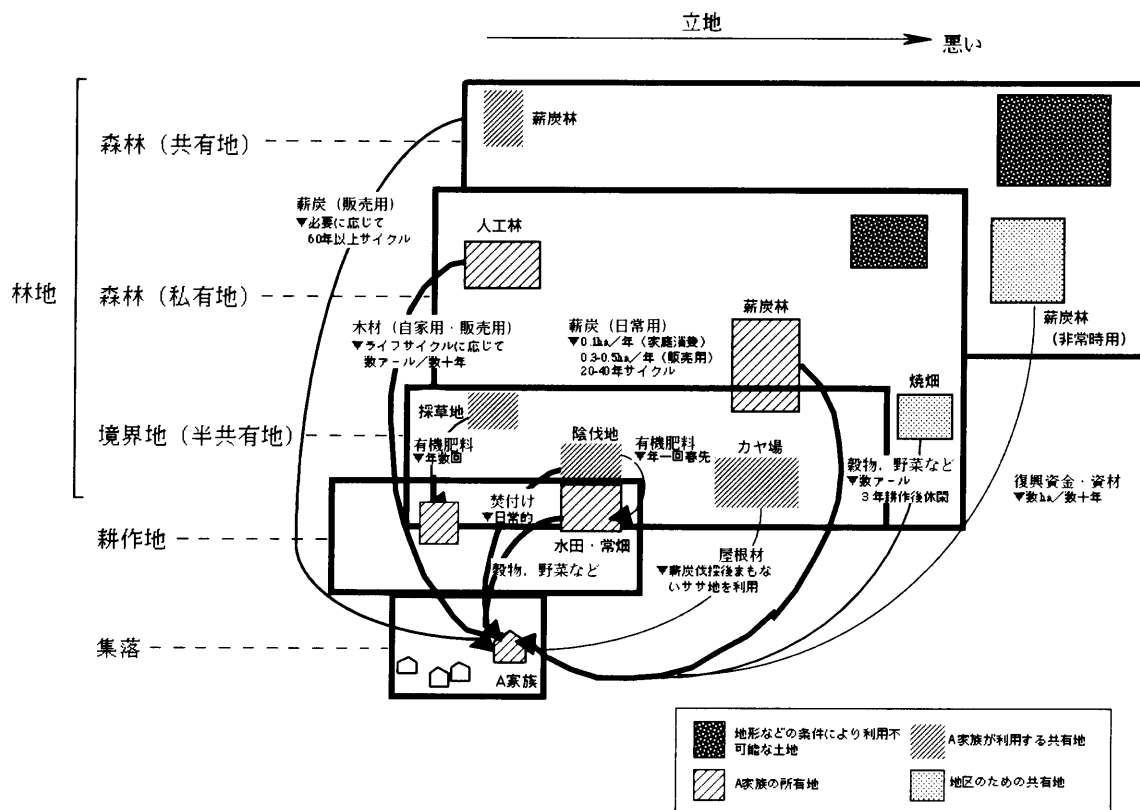 立地
悪い
森林（共有地）
薪炭林
薪炭（販売用）
▼必要に応じて
60年以上サイクル
人工林
林地
森林（私有地）
薪炭林
薪炭林
（非常時用）
木材（自家用・販売用）
▼ライフサイクルに応じて
数アール／数十年
薪炭（日常用）
▼0.1ha／年（家庭消費）
0.3-0.5ha／年（販売用）
20-40年サイクル
焼畑
採草地
境界地（半共有地）
有機肥料
▼年数回
陰伐地
有機肥料
▼年一回春先
カヤ場
穀物，野菜など
▼数アール
３年耕作後休閑
復興資金・資材
▼数ha／数十年
焚付け
▼日常的
耕作地
水田・常畑
穀物，野菜など
屋根材
▼薪炭伐採後まもな
いササ地を利用
集落
A家族
地形などの条件により利用不
可能な土地
A家族が利用する共有地
A家族の所有地
地区のための共有地